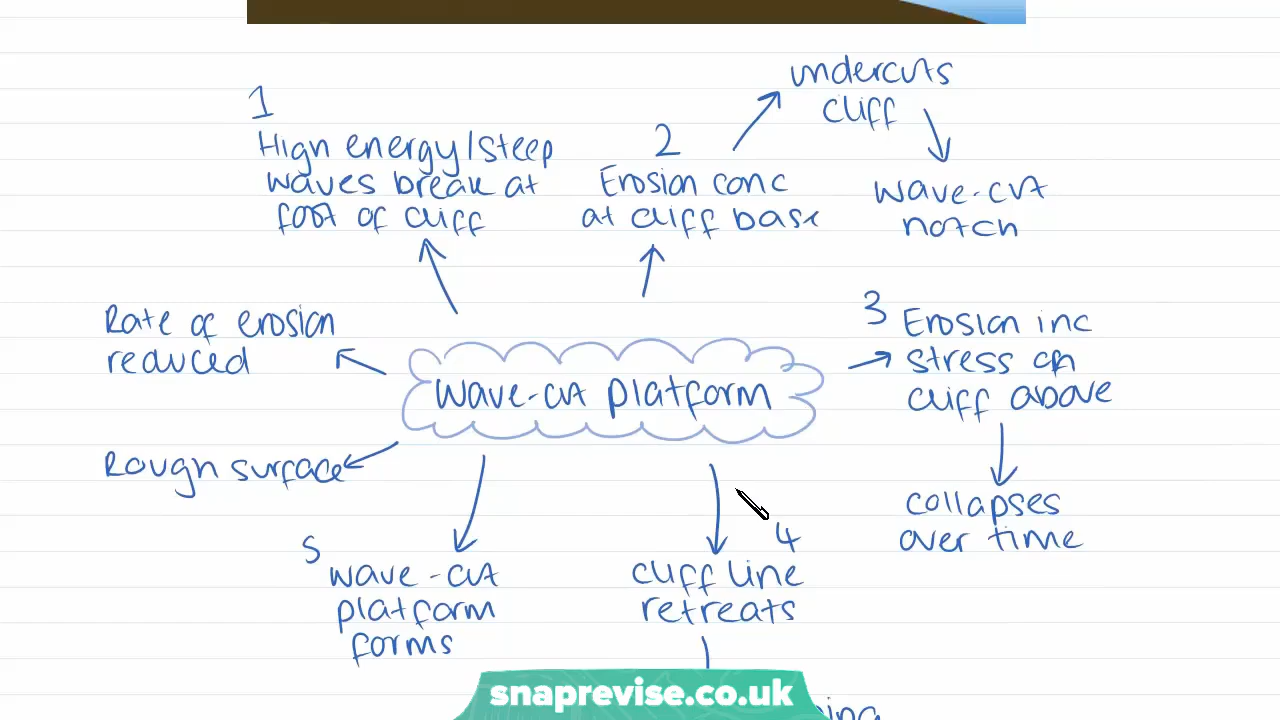 1
High energy/steep
waves break at
foot of cliff
2
Erosion conc
at cliff base
undercuts
cliff
wave-cut
notch
3
Erosion inc
stress on
cliff above
collapses
over time
Rate of erosion
reduced
wave-cut platform
Rough surface
5
wave-cut
platform
forms
4
cliff line
retreats
snaprevise.co.uk